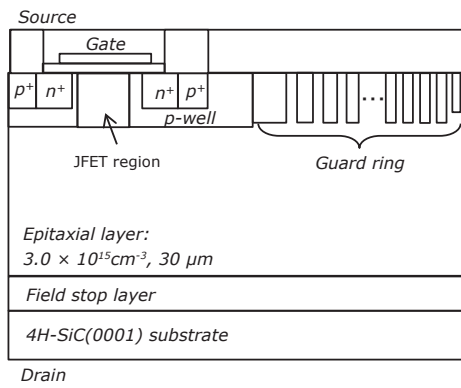 Source
Gate
p+ n+ n+ p+
p-well
...
JFET region
Guard ring
Epitaxial layer:
3.0 × 10¹⁵cm⁻³, 30 μm
Field stop layer
4H-SiC(0001) substrate
Drain